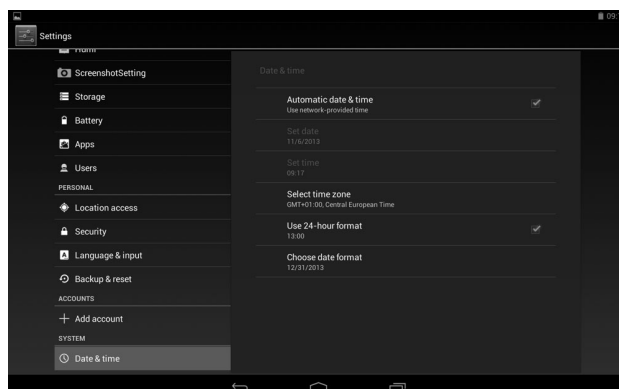 09:
Settings
ScreenshotSetting
Storage
Battery
Apps
Users
PERSONAL
Location access
Security
A Language & input
Backup & reset
ACCOUNTS
Add account
SYSTEM
Date & time
Date & time
Automatic date & time
Use network-provided time
Set date
11/6/2013
Set time
09:17
Select time zone
GMT+01:00, Central European Time
Use 24-hour format
13:00
Choose date format
12/31/2013